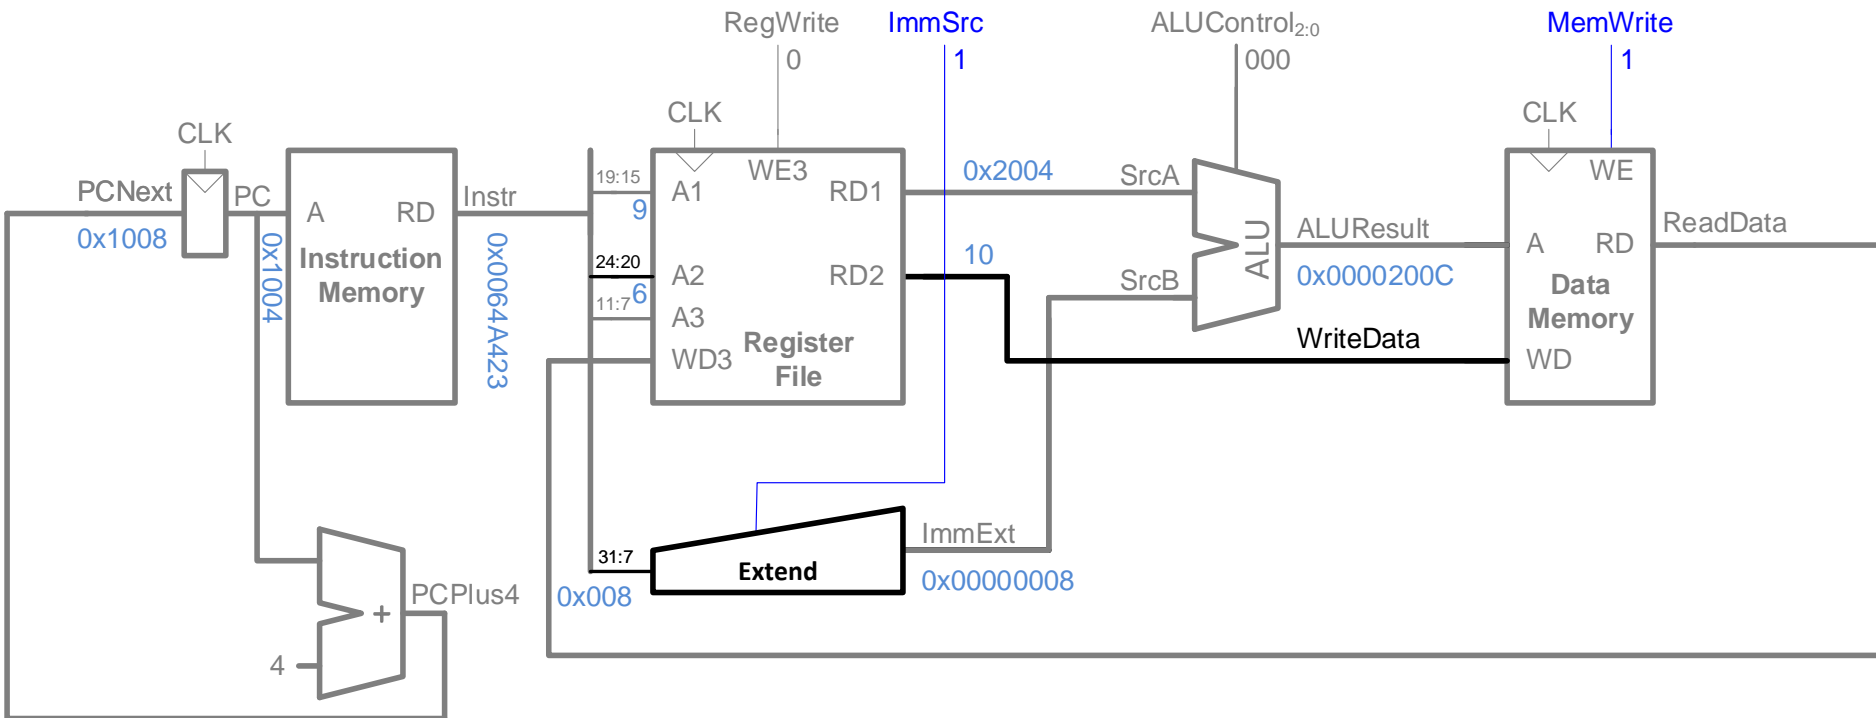 RegWrite
0
ImmSrc
1
ALUControl2:0
000
MemWrite
1
CLK
PCNext
0x1008
PC
0x1004
A
RD
Instruction
Memory
Instr
0x0064A423
19:15
9
24:20
6
11:7
CLK
WE3
A1
RD1
A2
RD2
A3
WD3
Register
File
0x2004
10
SrcA
SrcB
ALU
ALUResult
0x0000200C
WriteData
CLK
WE
A
RD
Data
Memory
WD
ReadData
31:7
0x008
Extend
ImmExt
0x00000008
PCPlus4
+
4